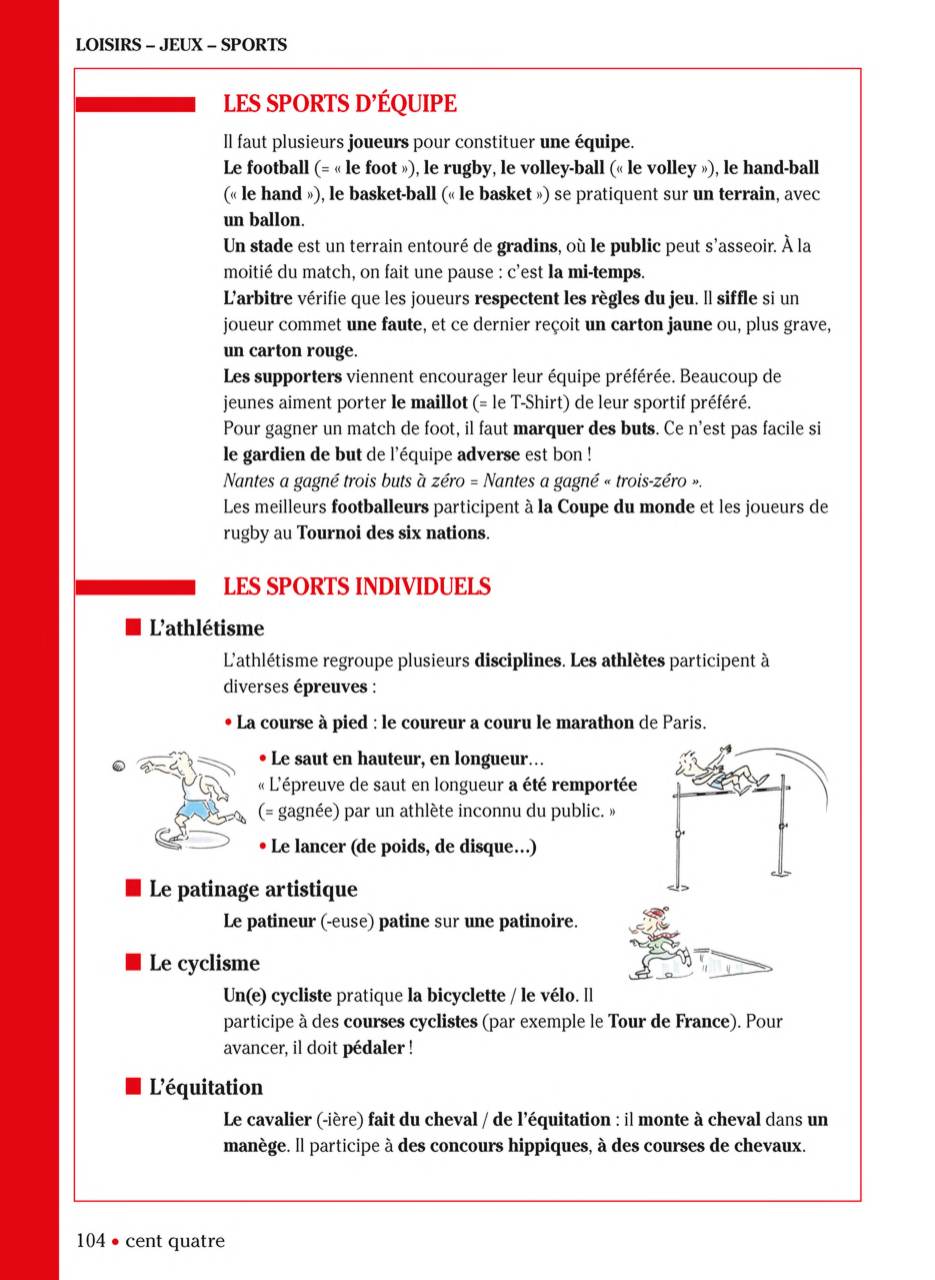 LOISIRS – JEUX – SPORTS
LES SPORTS D'ÉQUIPE
Il faut plusieurs joueurs pour constituer une équipe.
Le football (= « le foot »), le rugby, le volley-ball (« le volley »), le hand-ball
(« le hand »), le basket-ball (« le basket ») se pratiquent sur un terrain, avec
un ballon.
Un stade est un terrain entouré de gradins, où le public peut s'asseoir. À la
moitié du match, on fait une pause : c'est la mi-temps.
L'arbitre vérifie que les joueurs respectent les règles du jeu. Il siffle si un
joueur commet une faute, et ce dernier reçoit un carton jaune ou, plus grave,
un carton rouge.
Les supporters viennent encourager leur équipe préférée. Beaucoup de
jeunes aiment porter le maillot (= le T-Shirt) de leur sportif préféré.
Pour gagner un match de foot, il faut marquer des buts. Ce n'est pas facile si
le gardien de but de l'équipe adverse est bon !
Nantes a gagné trois buts à zéro = Nantes a gagné « trois-zéro ».
Les meilleurs footballeurs participent à la Coupe du monde et les joueurs de
rugby au Tournoi des six nations.
LES SPORTS INDIVIDUELS
■ L'athlétisme
L'athlétisme regroupe plusieurs disciplines. Les athlètes participent à
diverses épreuves :
• La course à pied : le coureur a couru le marathon de Paris.
• Le saut en hauteur, en longueur…
« L'épreuve de saut en longueur a été remportée
(= gagnée) par un athlète inconnu du public. »
• Le lancer (de poids, de disque…)
■ Le patinage artistique
Le patineur (-euse) patine sur une patinoire.
■ Le cyclisme
Un(e) cycliste pratique la bicyclette / le vélo. Il
participe à des courses cyclistes (par exemple le Tour de France). Pour
avancer, il doit pédaler !
■ L'équitation
Le cavalier (-ière) fait du cheval / de l'équitation : il monte à cheval dans un
manège. Il participe à des concours hippiques, à des courses de chevaux.
104 • cent quatre